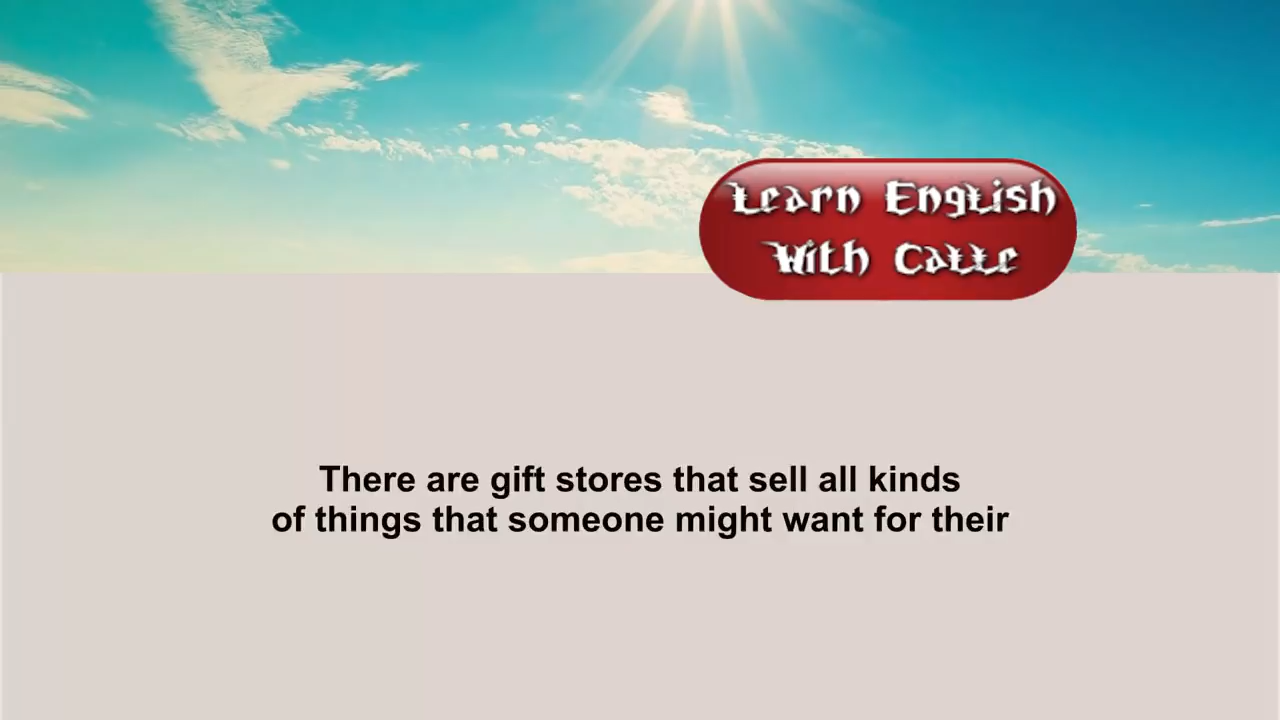 Learn English
With Calle
There are gift stores that sell all kinds
of things that someone might want for their